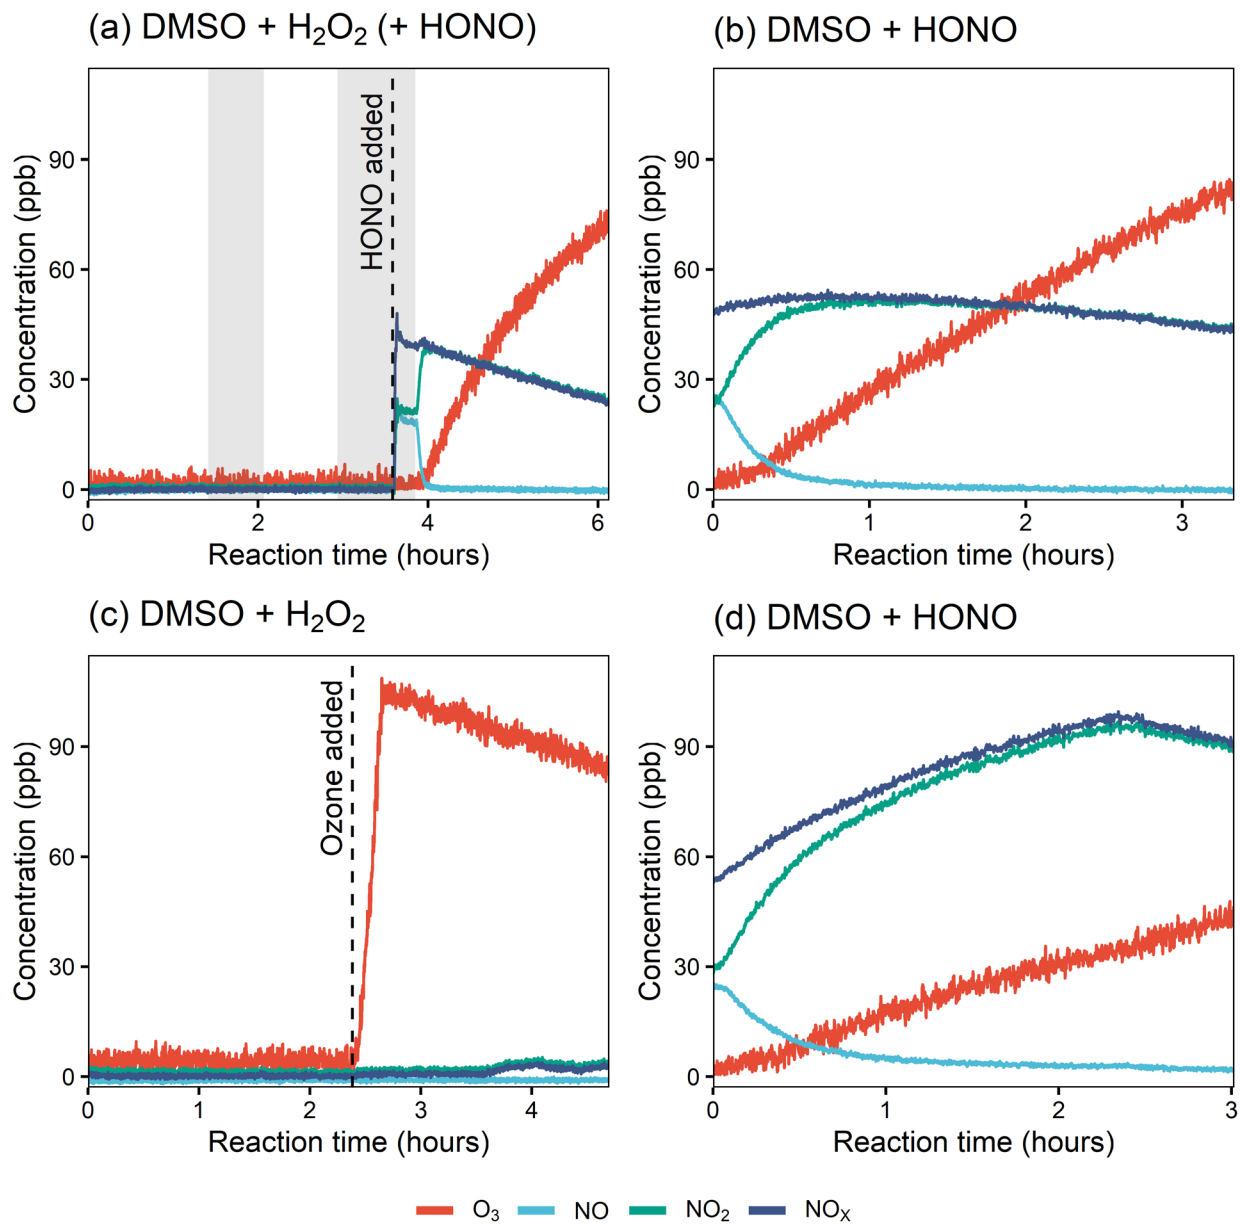 (a) DMSO + H₂O₂ (+ HONO)
Concentration (ppb)
90
60
30
0
HONO added
0 2 4 6
Reaction time (hours)
(b) DMSO + HONO
Concentration (ppb)
90
60
30
0
0 1 2 3
Reaction time (hours)
(c) DMSO + H₂O₂
Concentration (ppb)
90
60
30
0
Ozone added
0 1 2 3 4
Reaction time (hours)
(d) DMSO + HONO
Concentration (ppb)
90
60
30
0
0 1 2 3
Reaction time (hours)
O₃ NO NO₂ NOₓ